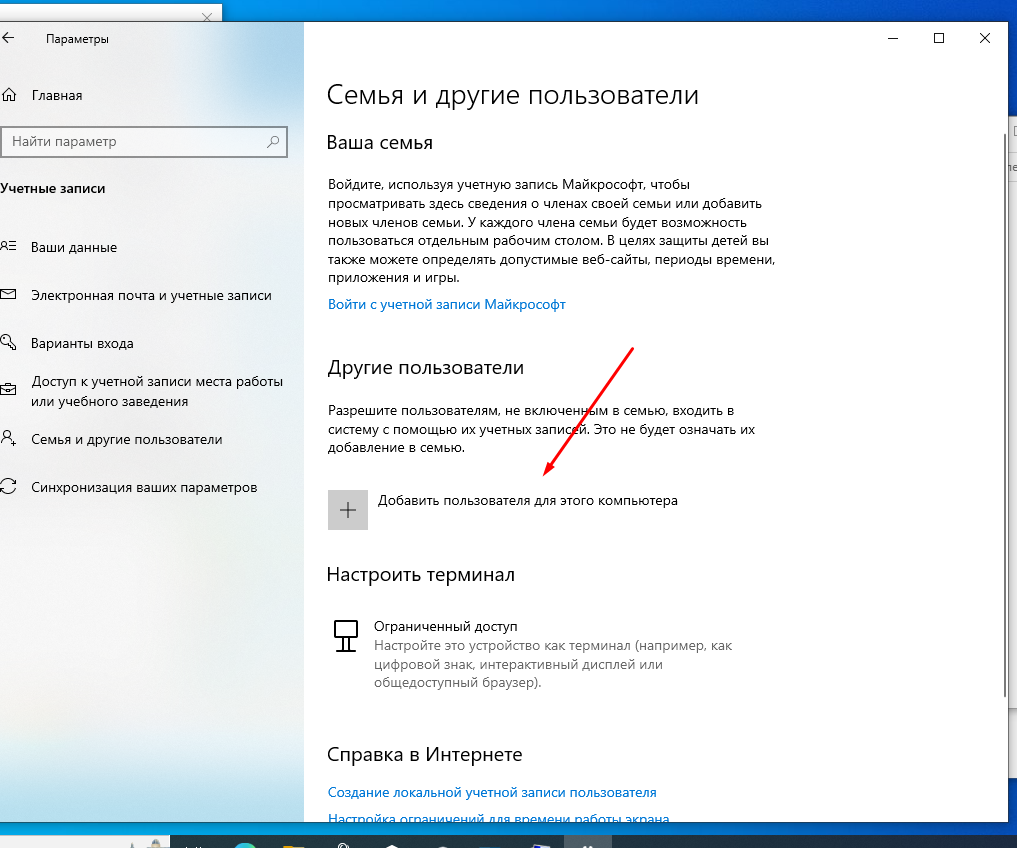 Параметры
Главная
Найти параметр
Учетные записи
Ваши данные
Электронная почта и учетные записи
Варианты входа
Доступ к учетной записи места работы
или учебного заведения
Семья и другие пользователи
Синхронизация ваших параметров
Семья и другие пользователи
Ваша семья
Войдите, используя учетную запись Майкрософт, чтобы
просматривать здесь сведения о членах своей семьи или добавить
новых членов семьи. У каждого члена семьи будет возможность
пользоваться отдельным рабочим столом. В целях защиты детей вы
также можете определять допустимые веб-сайты, периоды времени,
приложения и игры.
Войти с учетной записи Майкрософт
Другие пользователи
Разрешите пользователям, не включенным в семью, входить в
систему с помощью их учетных записей. Это не будет означать их
добавление в семью.
Добавить пользователя для этого компьютера
Настроить терминал
Ограниченный доступ
Настройте это устройство как терминал (например, как
цифровой знак, интерактивный дисплей или
общедоступный браузер).
Справка в Интернете
Создание локальной учетной записи пользователя
Настройка ограничений для времени работы экрана